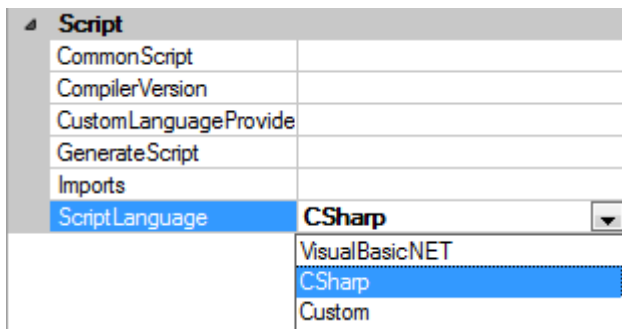 Script
CommonScript
CompilerVersion
CustomLanguageProvide
GenerateScript
Imports
ScriptLanguage CSharp
VisualBasicNET
CSharp
Custom